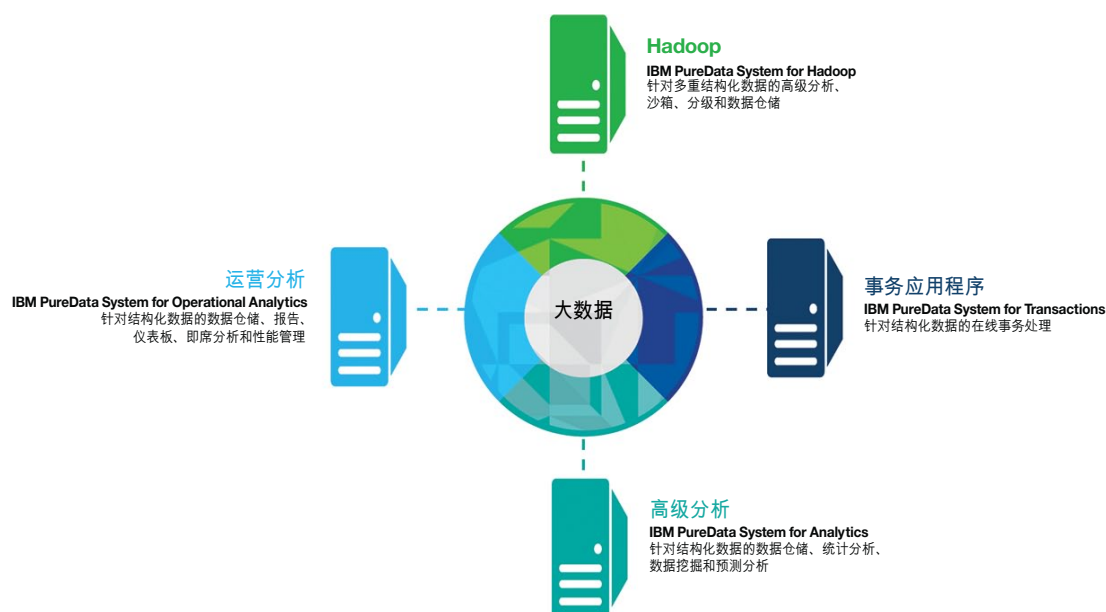 Hadoop
IBM PureData System for Hadoop
针对多重结构化数据的高级分析、
沙箱、分级和数据仓储
运营分析
IBM PureData System for Operational Analytics
针对结构化数据的数据仓储、报告、
仪表板、即席分析和性能管理
大数据
事务应用程序
IBM PureData System for Transactions
针对结构化数据的在线事务处理
高级分析
IBM PureData System for Analytics
针对结构化数据的数据仓储、统计分析、
数据挖掘和预测分析